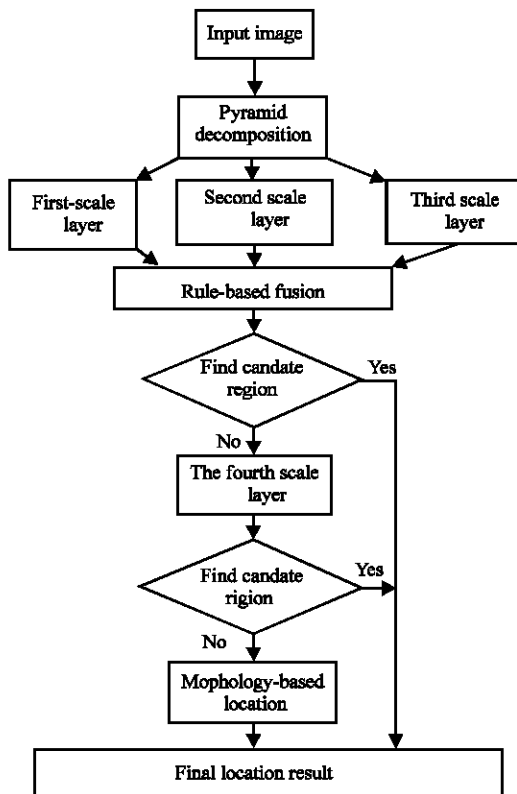 Input image
Pyramid
decomposition
First-scale
layer
Second scale
layer
Third scale
layer
Rule-based fusion
Find candate
region
Yes
No
The fourth scale
layer
Find candate
rigion
Yes
No
Mophology-based
location
Final location result